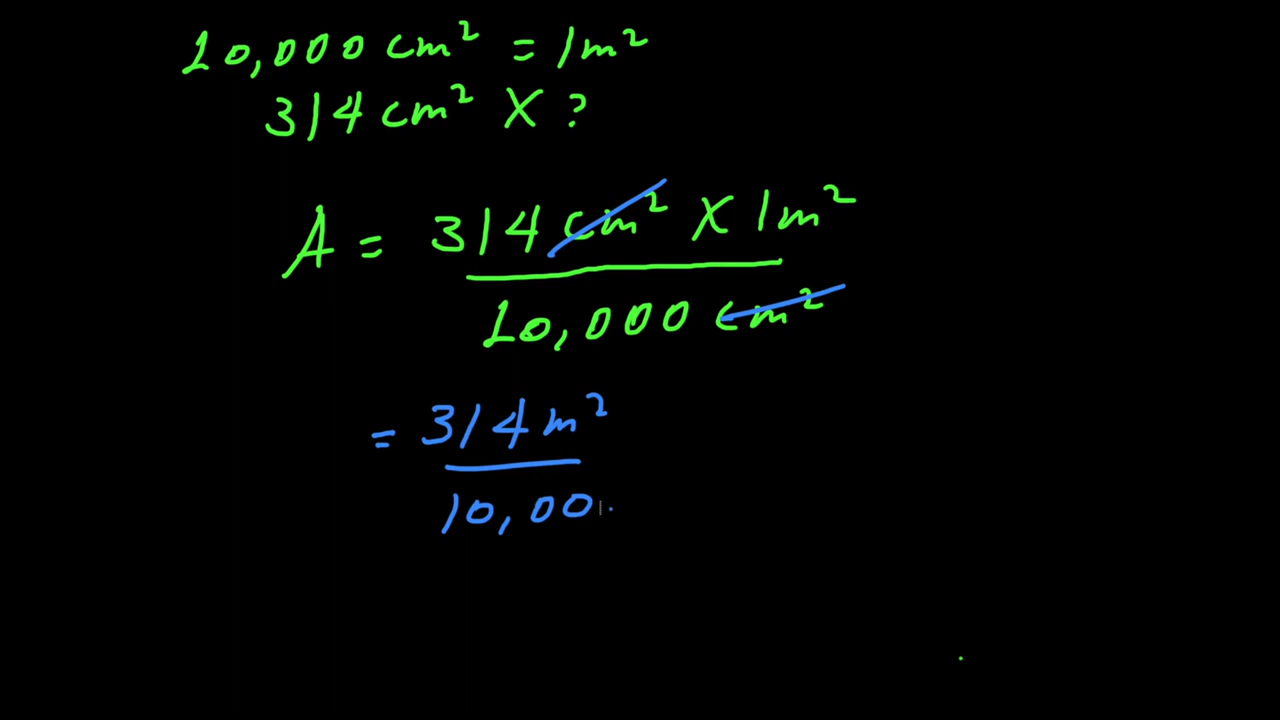 10,000 cm² = 1m²
314 cm² X ?
A = 314 cm² X 1m²
10,000 cm²
= 314 m²
10,00